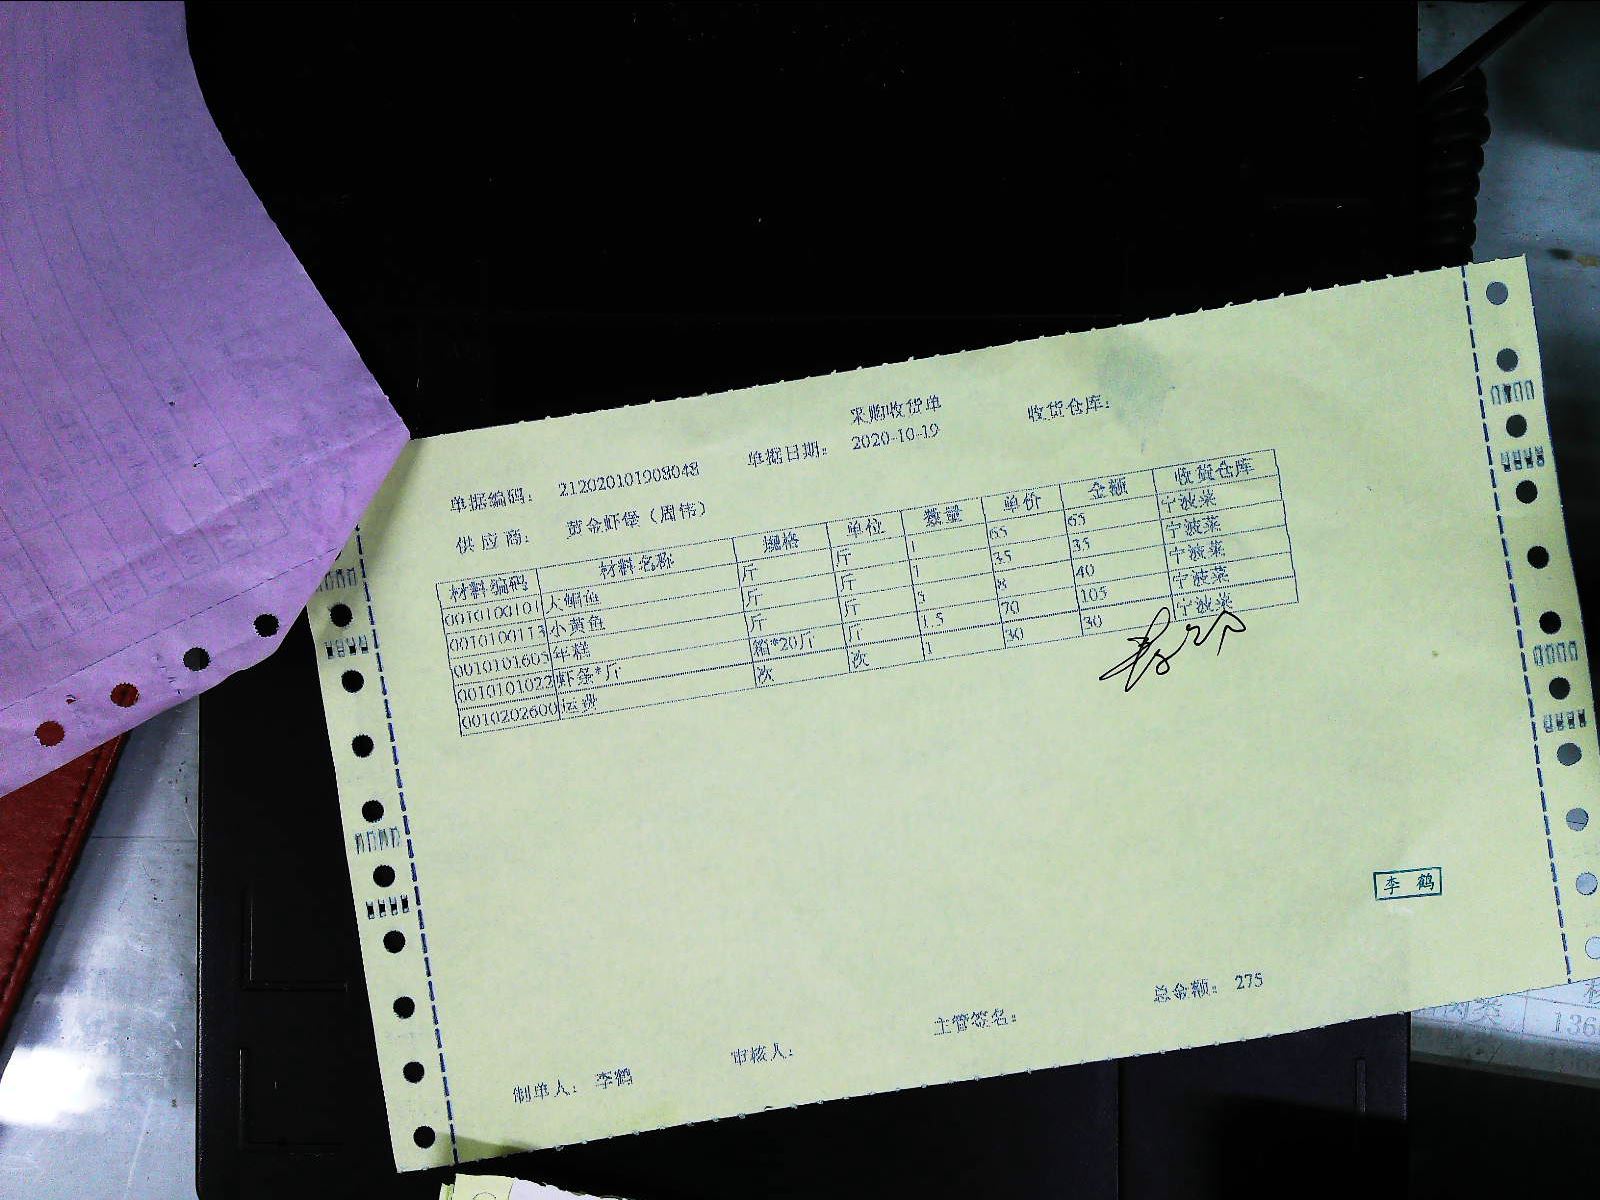 采购收货单
单据编码： 212020101908048 单据日期： 2020-10-19 收货仓库：
供应商： 黄金虾堡（周伟）
材料编码 材料名称 规格 单位 数量 单价 金额 收货仓库
0010100101 大鲷鱼 斤 斤 1 65 65 宁波菜
0010100113 小黄鱼 斤 斤 1 35 35 宁波菜
001010160 年糕 斤 斤 5 8 40 宁波菜
0010101022 虾蛋*斤 箱*20斤 斤 1.5 70 105 宁波菜
0010202600 运费 次 次 1 30 30 宁波菜
李 鹤
总金额： 275
制单人： 李鹤 审核人： 主管签名：
肉类
136